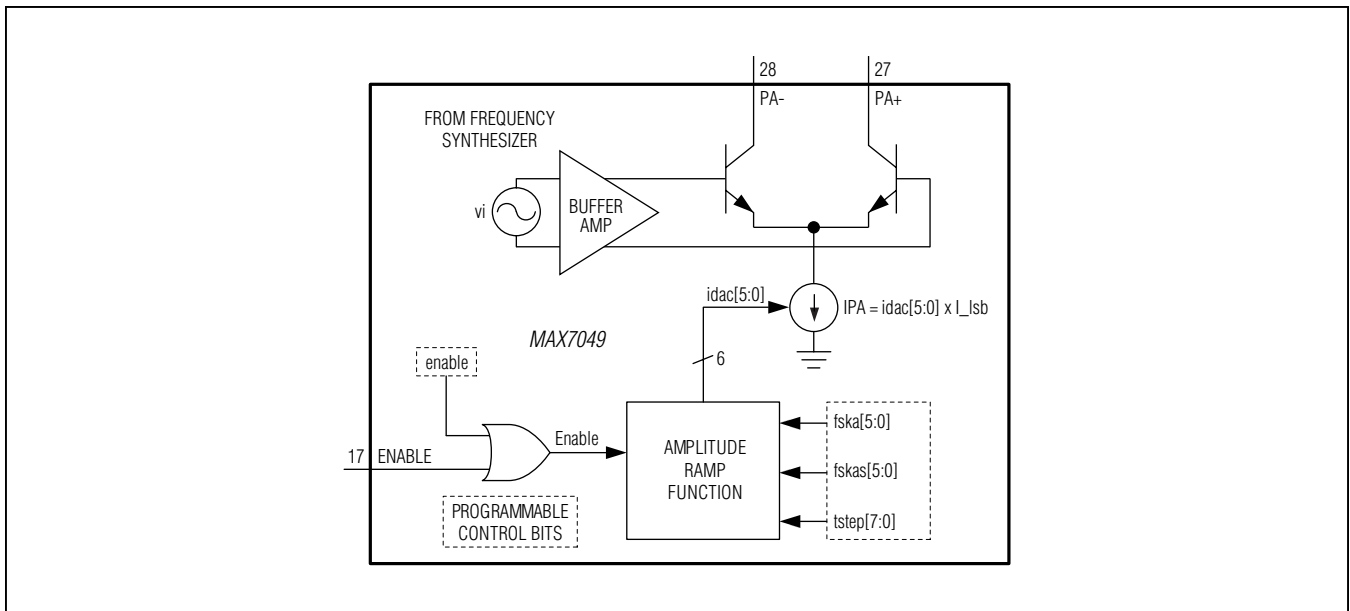 28
27
PA-
PA+
FROM FREQUENCY
SYNTHESIZER
vi
BUFFER
AMP
idac[5:0]
IPA = idac[5:0] x I_lsb
MAX7049
6
enable
Enable
17
ENABLE
AMPLITUDE
RAMP
FUNCTION
fska[5:0]
fskas[5:0]
tstep[7:0]
PROGRAMMABLE
CONTROL BITS